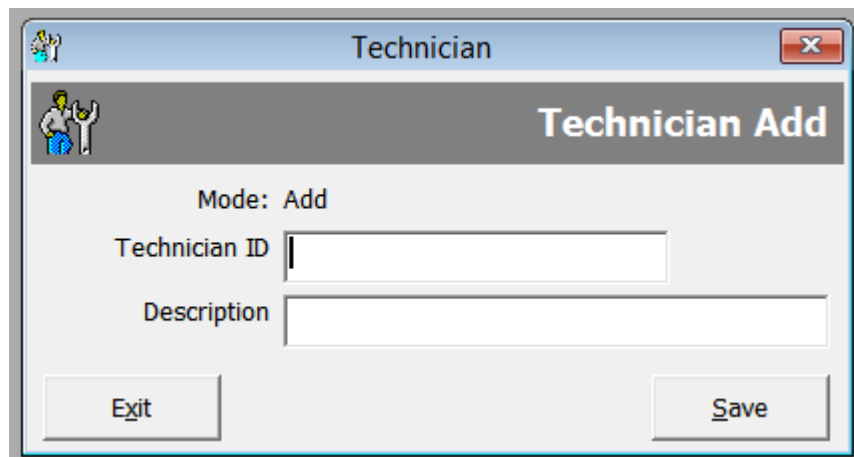 Technician
Technician Add
Mode: Add
Technician ID
Description
Exit
Save